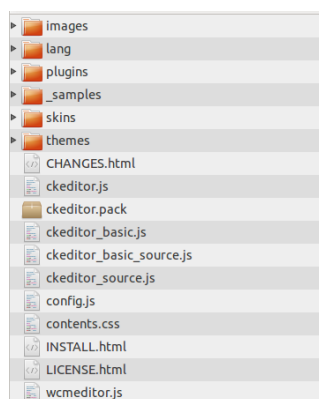 images
lang
plugins
_samples
skins
themes
CHANGES.html
ckeditor.js
ckeditor.pack
ckeditor_basic.js
ckeditor_basic_source.js
ckeditor_source.js
config.js
contents.css
INSTALL.html
LICENSE.html
wcmeditor.js